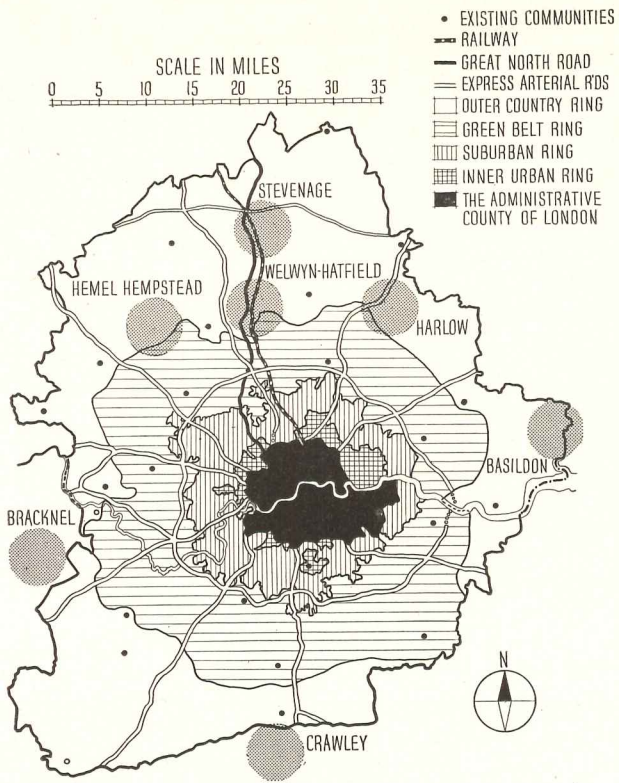 EXISTING COMMUNITIES
RAILWAY
GREAT NORTH ROAD
EXPRESS ARTERIAL R'DS
OUTER COUNTRY RING
GREEN BELT RING
SUBURBAN RING
INNER URBAN RING
THE ADMINISTRATIVE
COUNTY OF LONDON
SCALE IN MILES
0 5 10 15 20 25 30 35
STEVENAGE
WELWYN-HATFIELD
HEMEL HEMPSTEAD
HARLOW
BASILDON
BRACKNEL
N
CRAWLEY